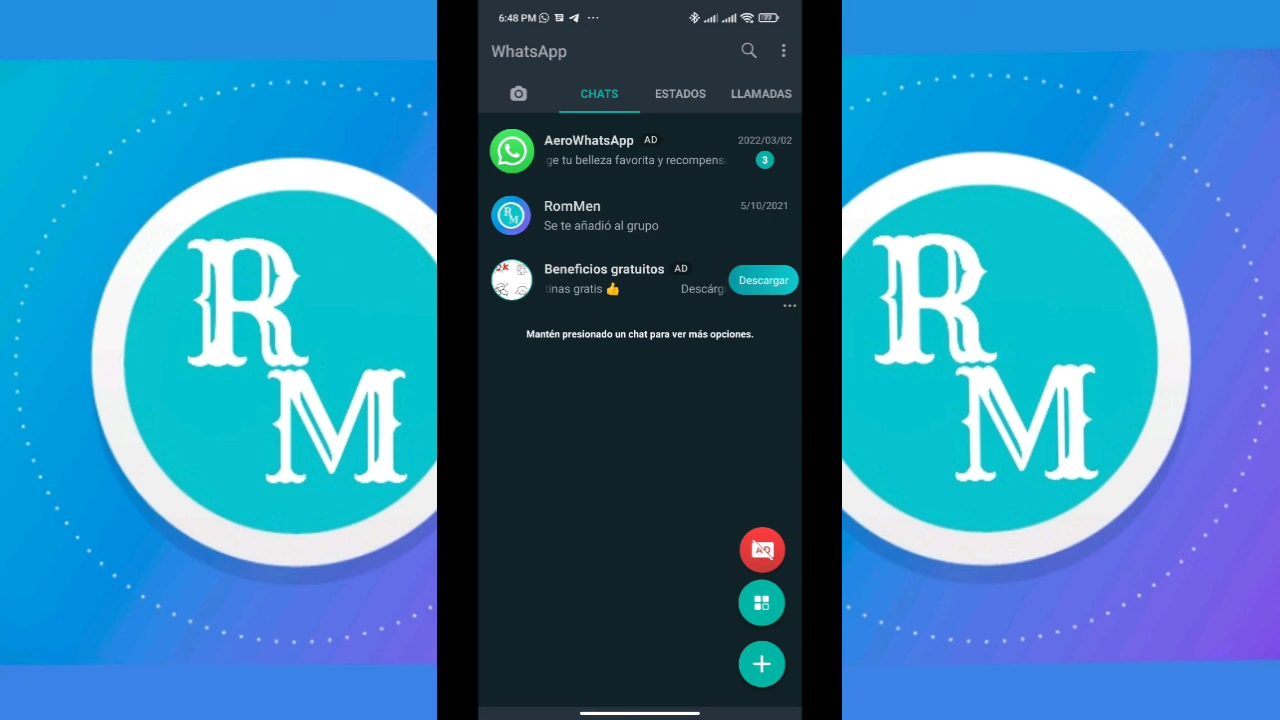 6:48 PM
WhatsApp
CHATS
ESTADOS
LLAMADAS
AeroWhatsApp AD
2022/03/02
ge tu belleza favorita y recompens
3
RomMen
5/10/2021
Se te añadió al grupo
Beneficios gratuitos AD
tinas gratis 👍 Descárg
Descargar
Mantén presionado un chat para ver más opciones.
AD
R
M
R
M
R
M